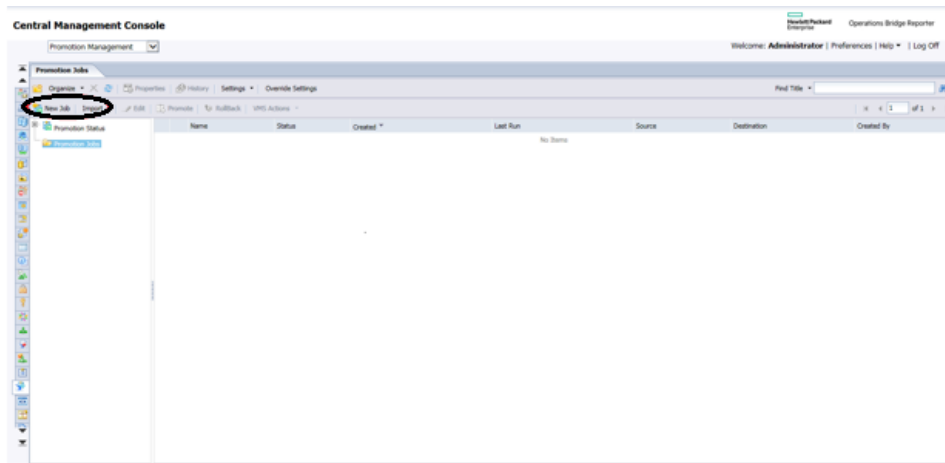 Central Management Console
Hewlett Packard
Enterprise
Operations Bridge Reporter
Promotion Management
Welcome: Administrator | Preferences | Help | Log Off
Promotion Jobs
Organize Properties History Settings Override Settings Find Title
New Job Import Edit Promote Rollback VMS Actions 1 of 1
Promotion Status Name Status Created Last Run Source Destination Created By
Promotion Jobs No Items